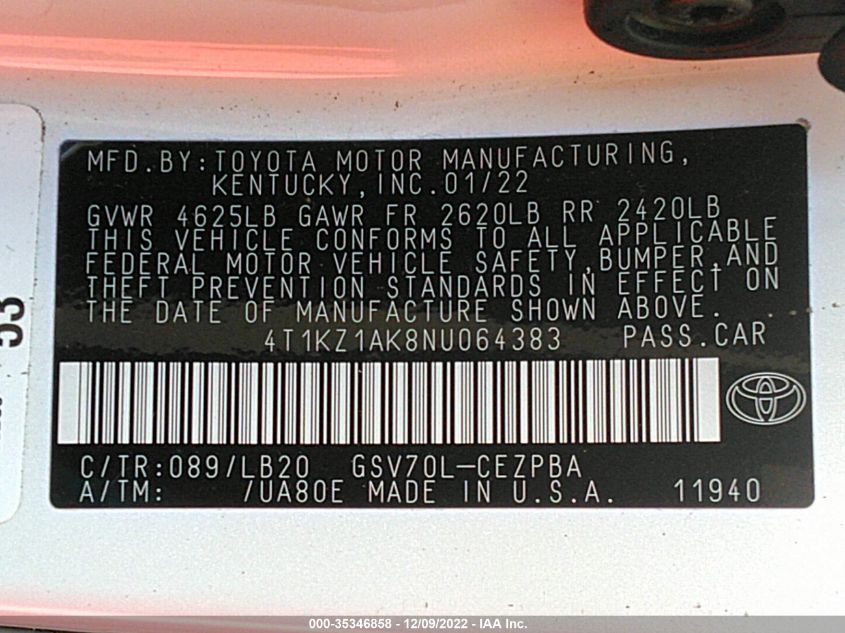 MFD.BY:TOYOTA MOTOR MANUFACTURING,
KENTUCKY,INC.01/22
GVWR 4625LB GAWR FR 2620LB RR 2420LB
THIS VEHICLE CONFORMS TO ALL APPLICABLE
FEDERAL MOTOR VEHICLE SAFETY,BUMPER,AND
THEFT PREVENTION STANDARDS IN EFFECT ON
THE DATE OF MANUFACTURE SHOWN ABOVE.
4T1KZ1AK8NU064383 PASS.CAR
C/TR:089/LB20 GSV70L-CEZPBA
A/TM: /UA80E MADE IN U.S.A. 11940
53
000-35346858 - 12/09/2022 - IAA Inc.